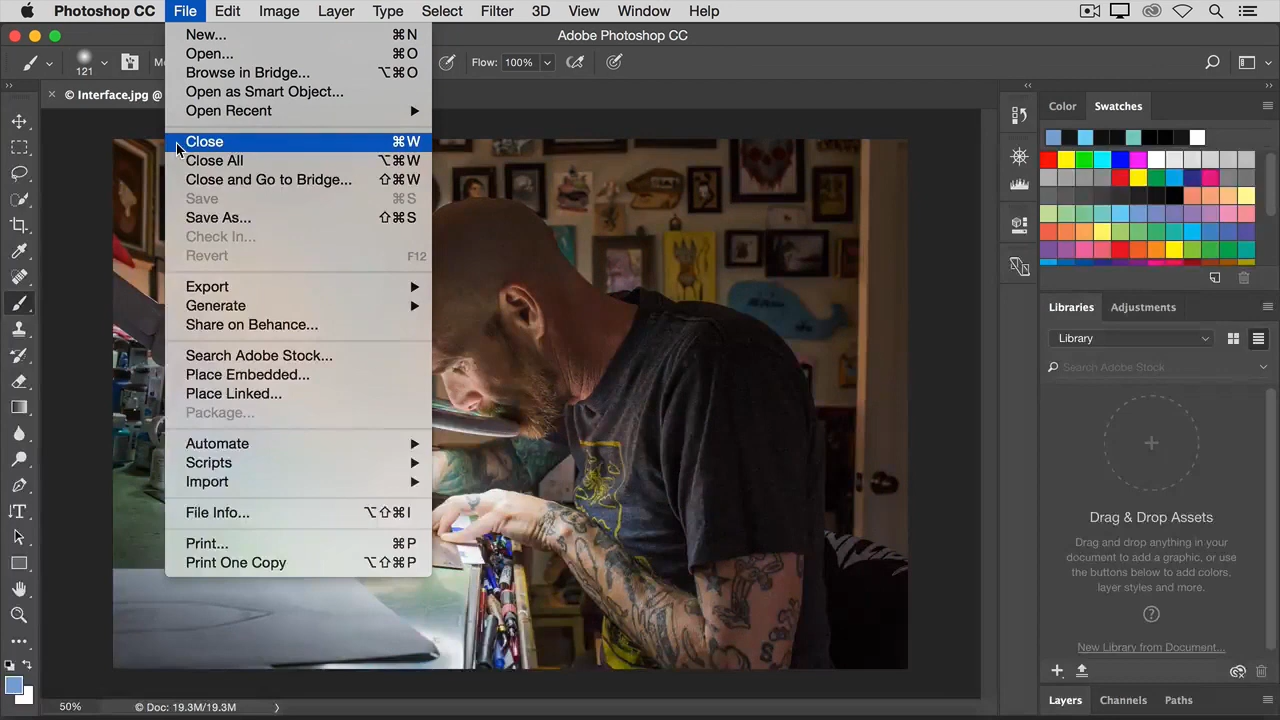 Photoshop CC File Edit Image Layer Type Select Filter 3D View Window Help
Adobe Photoshop CC
121 Flow: 100%
© Interface.jpg @
New... ⌘N
Open... ⌘O
Browse in Bridge... ⌥⌘O
Open as Smart Object...
Open Recent
Close ⌘W
Close All ⌥⌘W
Close and Go to Bridge... ⇧⌘W
Save ⌘S
Save As... ⇧⌘S
Check In...
Revert F12
Export
Generate
Share on Behance...
Search Adobe Stock...
Place Embedded...
Place Linked...
Package...
Automate
Scripts
Import
File Info... ⌥⇧⌘I
Print... ⌘P
Print One Copy ⌥⇧⌘P
Color Swatches
Libraries Adjustments
Library
Search Adobe Stock
Drag & Drop Assets
Drag and drop anything in your
document to add a graphic, or use
the buttons below to add colors,
layer styles and more.
?
New Library from Document...
Layers Channels Paths
50% © Doc: 19.3M/19.3M